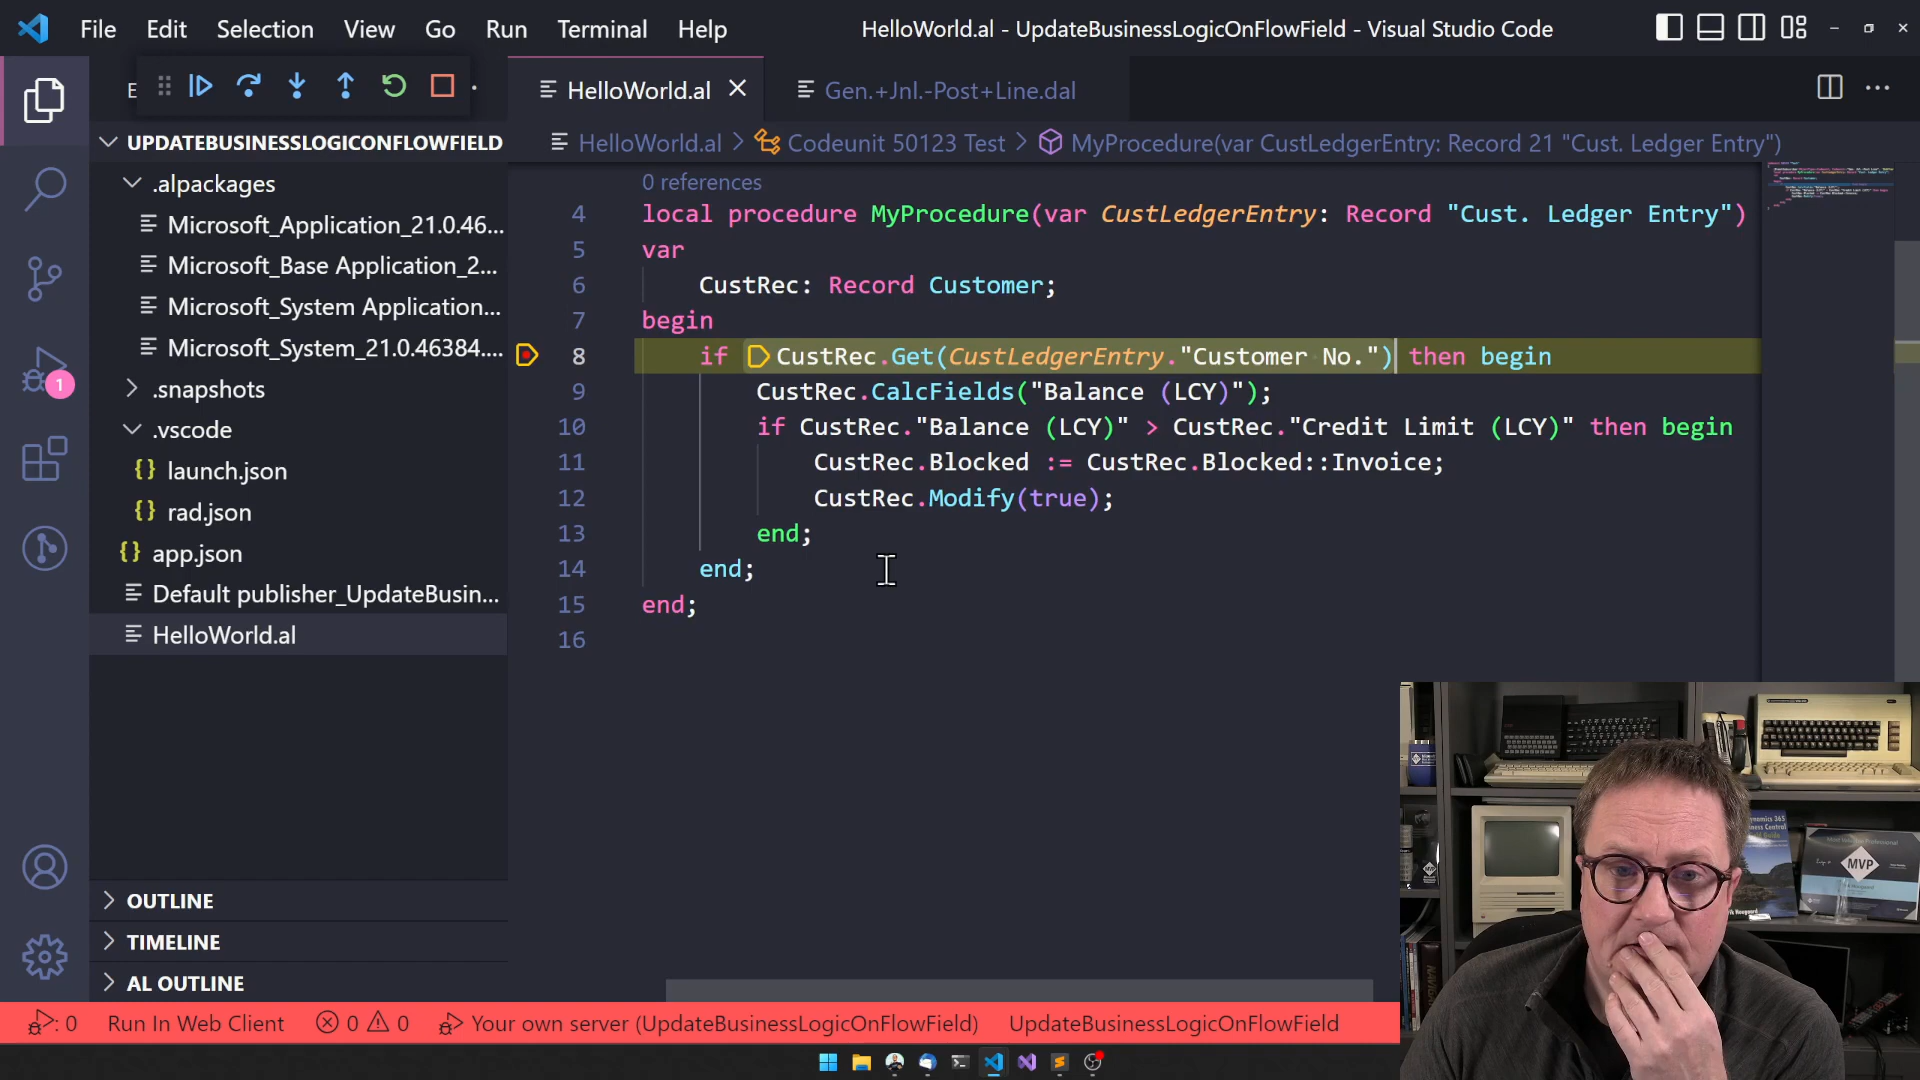 File Edit Selection View Go Run Terminal Help
HelloWorld.al - UpdateBusinessLogicOnFlowField - Visual Studio Code
E
HelloWorld.al
Gen.+Jnl.-Post+Line.dal
UPDATEBUSINESSLOGICONFLOWFIELD
.alpackages
Microsoft_Application_21.0.46...
Microsoft_Base Application_2...
Microsoft_System Application...
Microsoft_System_21.0.46384....
.snapshots
.vscode
launch.json
rad.json
app.json
Default publisher_UpdateBusin...
HelloWorld.al
OUTLINE
TIMELINE
AL OUTLINE
1
HelloWorld.al > Codeunit 50123 Test > MyProcedure(var CustLedgerEntry: Record 21 "Cust. Ledger Entry")
0 references
4 local procedure MyProcedure(var CustLedgerEntry: Record "Cust. Ledger Entry")
5 var
6 CustRec: Record Customer;
7 begin
8 if CustRec.Get(CustLedgerEntry."Customer No.") then begin
9 CustRec.CalcFields("Balance (LCY)");
10 if CustRec."Balance (LCY)" > CustRec."Credit Limit (LCY)" then begin
11 CustRec.Blocked := CustRec.Blocked::Invoice;
12 CustRec.Modify(true);
13 end;
14 end;
15 end;
16
MVP
: 0 Run In Web Client 0 0 Your own server (UpdateBusinessLogicOnFlowField) UpdateBusinessLogicOnFlowField